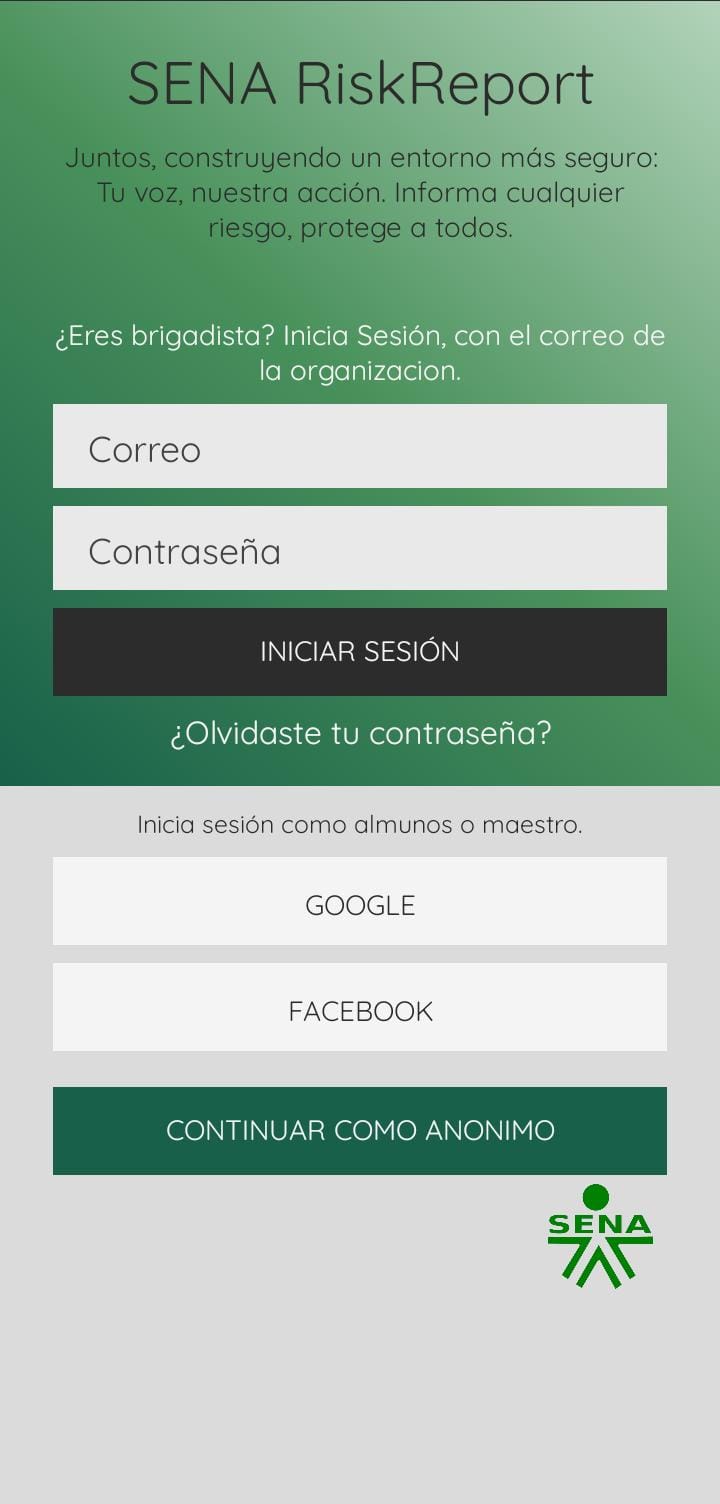 SENA RiskReport
Juntos, construyendo un entorno más seguro:
Tu voz, nuestra acción. Informa cualquier
riesgo, protege a todos.
¿Eres brigadista? Inicia Sesión, con el correo de
la organizacion.
Correo
Contraseña
INICIAR SESIÓN
¿Olvidaste tu contraseña?
Inicia sesión como almunos o maestro.
GOOGLE
FACEBOOK
CONTINUAR COMO ANONIMO
SENA